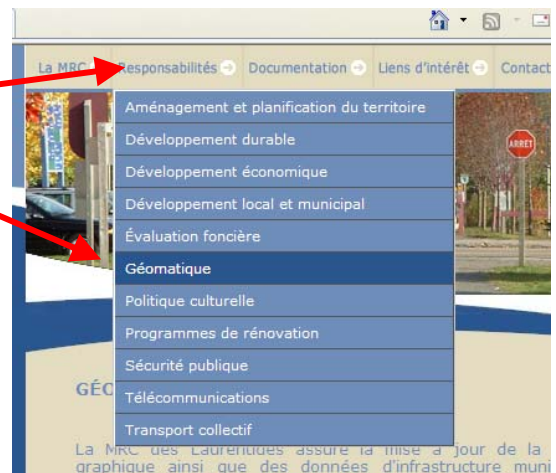 La MRC Responsabilités Documentation Liens d'intérêt Contact
Aménagement et planification du territoire
Développement durable
Développement économique
Développement local et municipal
Évaluation foncière
Géomatique
Politique culturelle
Programmes de rénovation
Sécurité publique
Télécommunications
Transport collectif
ARRÊT
GÉO
La MRC des Laurentides assure la mise à jour de la
graphique ainsi que des données d'infrastructure muni